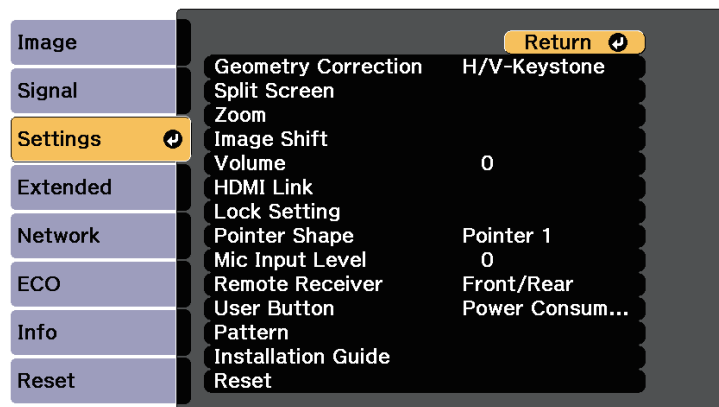 Image
Signal
Settings
Extended
Network
ECO
Info
Reset
Return
Geometry Correction H/V-Keystone
Split Screen
Zoom
Image Shift
Volume 0
HDMI Link
Lock Setting
Pointer Shape Pointer 1
Mic Input Level 0
Remote Receiver Front/Rear
User Button Power Consum...
Pattern
Installation Guide
Reset